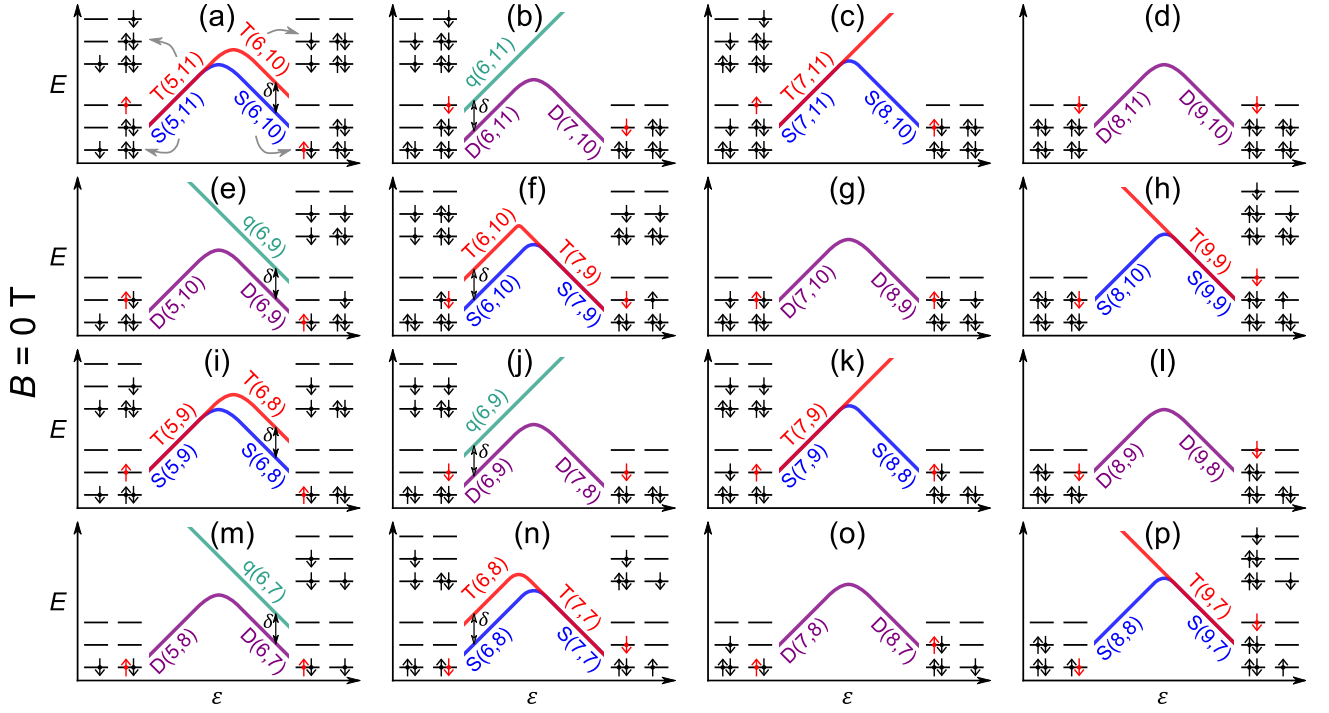 B = 0 T
(a)
E
T(5,11)
T(6,10)
S(5,11)
S(6,10)
δ
(b)
q(6,11)
δ
D(6,11)
D(7,10)
(c)
T(7,11)
S(7,11)
S(8,10)
(d)
D(8,11)
D(9,10)
(e)
E
q(6,9)
D(5,10)
D(6,9)
δ
(f)
T(6,10)
T(7,9)
δ
S(6,10)
S(7,9)
(g)
D(7,10)
D(8,9)
(h)
T(9,9)
S(8,10)
S(9,9)
(i)
E
T(5,9)
T(6,8)
S(5,9)
S(6,8)
δ
(j)
q(6,9)
δ
D(6,9)
D(7,8)
(k)
T(7,9)
S(7,9)
S(8,8)
(l)
D(8,9)
D(9,8)
(m)
E
q(6,7)
D(5,8)
D(6,7)
δ
ε
(n)
T(6,8)
T(7,7)
δ
S(6,8)
S(7,7)
ε
(o)
D(7,8)
D(8,7)
ε
(p)
T(9,7)
S(8,8)
S(9,7)
ε